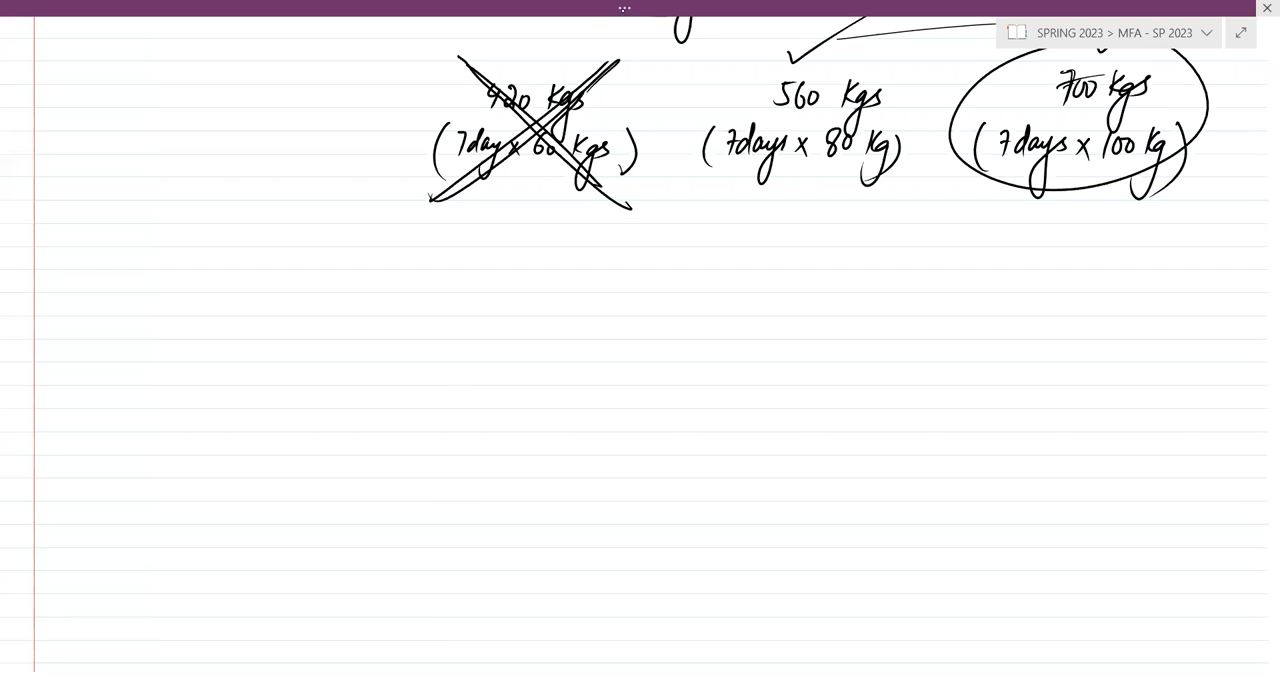 SPRING 2023 > MFA - SP 2023
420 Kgs 560 Kgs 700 Kgs
(7day x 60 Kgs) (7days x 80 Kg) (7days x 100 Kg)